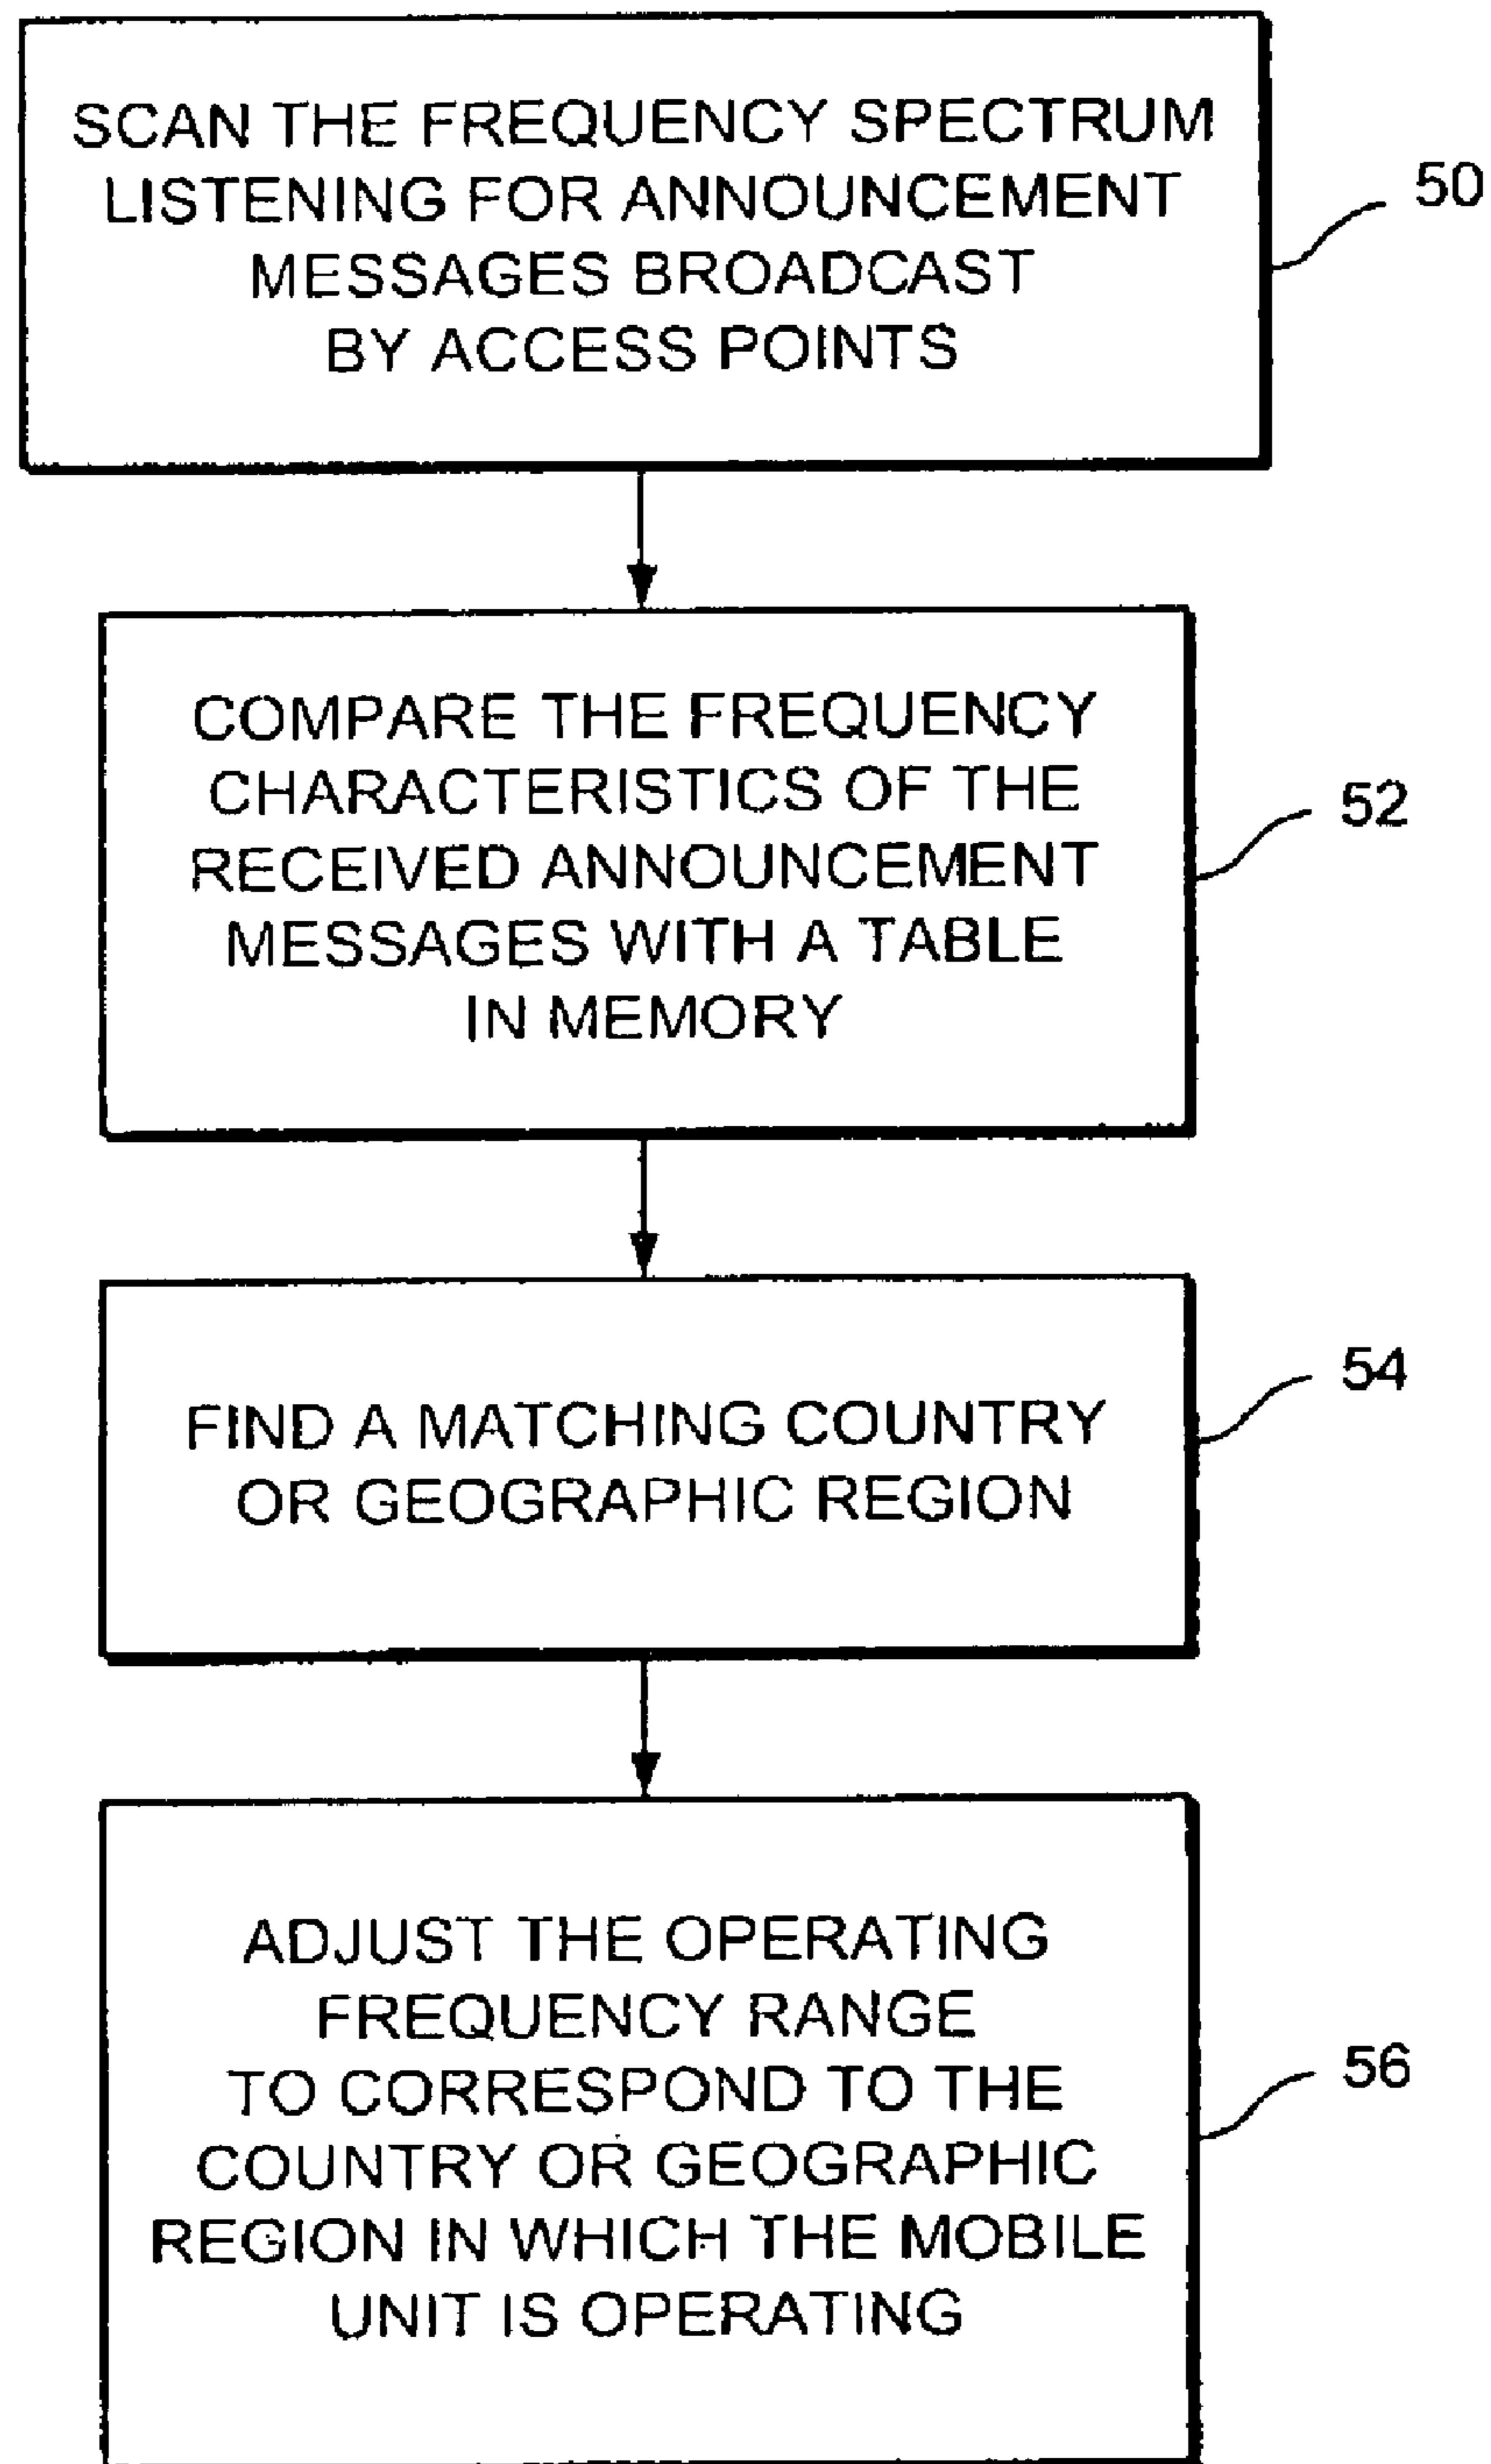 SCAN THE FREQUENCY SPECTRUM
LISTENING FOR ANNOUNCEMENT
MESSAGES BROADCAST
BY ACCESS POINTS
50
COMPARE THE FREQUENCY
CHARACTERISTICS OF THE
RECEIVED ANNOUNCEMENT
MESSAGES WITH A TABLE
IN MEMORY
52
FIND A MATCHING COUNTRY
OR GEOGRAPHIC REGION
54
ADJUST THE OPERATING
FREQUENCY RANGE
TO CORRESPOND TO THE
COUNTRY OR GEOGRAPHIC
REGION IN WHICH THE MOBILE
UNIT IS OPERATING
56